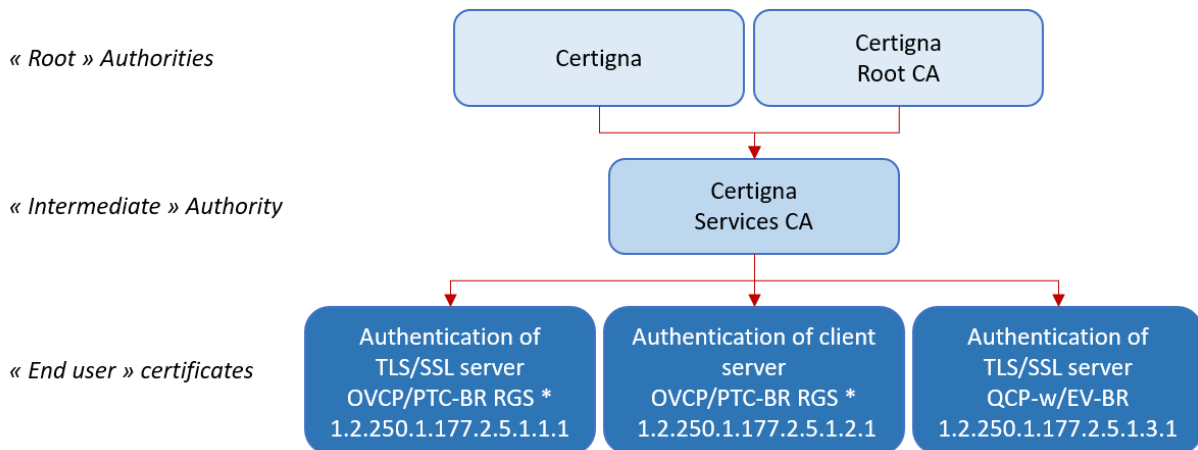 « Root » Authorities
Certigna
Certigna
Root CA
« Intermediate » Authority
Certigna
Services CA
« End user » certificates
Authentication of
TLS/SSL server
OVCP/PTC-BR RGS *
1.2.250.1.177.2.5.1.1.1
Authentication of client
server
OVCP/PTC-BR RGS *
1.2.250.1.177.2.5.1.2.1
Authentication of
TLS/SSL server
QCP-w/EV-BR
1.2.250.1.177.2.5.1.3.1